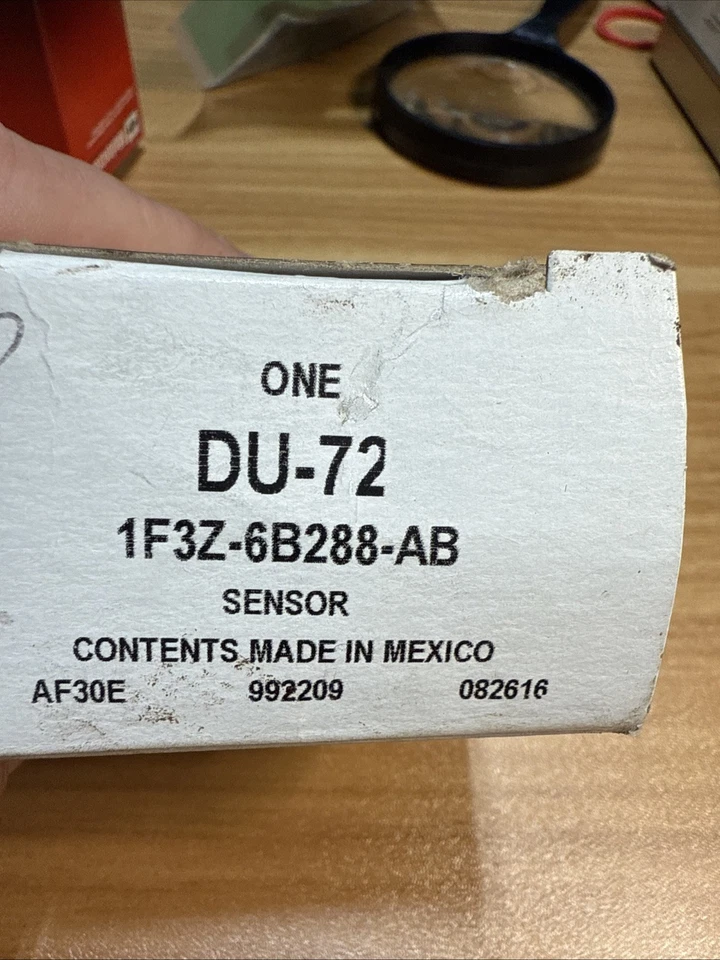 ONE
DU-72
1F3Z-6B288-AB
SENSOR
CONTENTS MADE IN MEXICO
AF30E 992209 082616